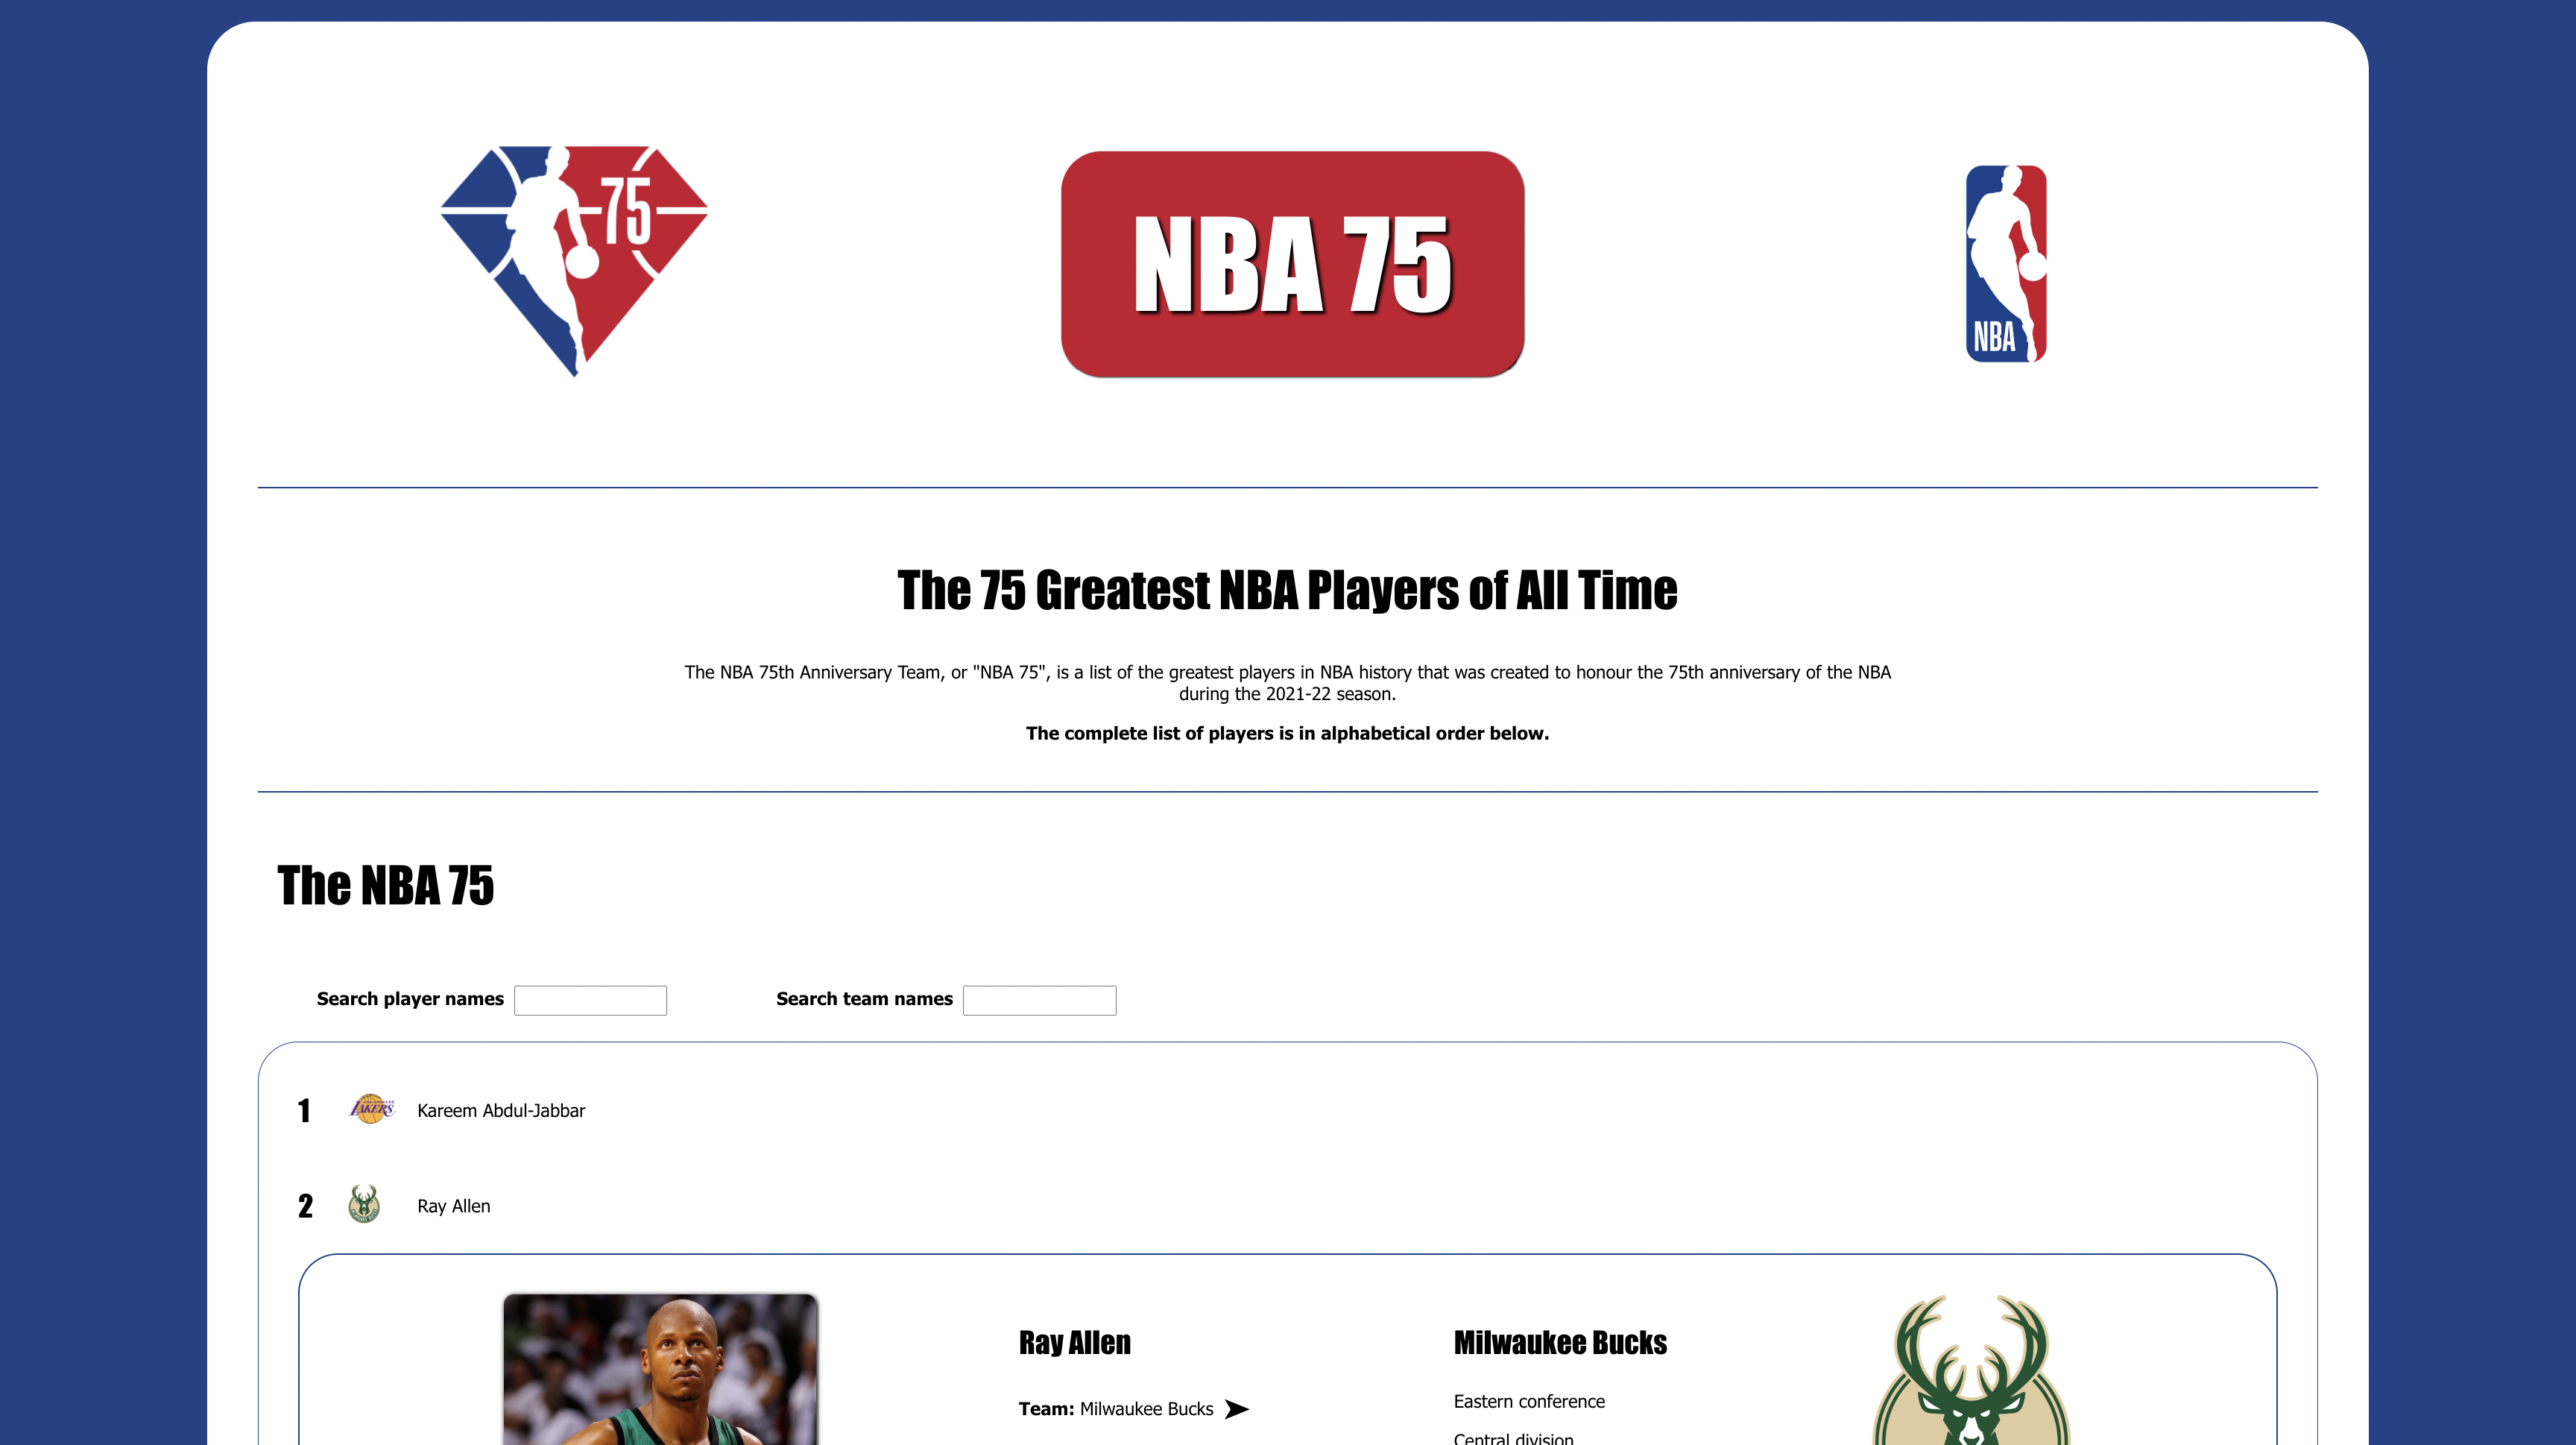 75
NBA 75
NBA
The 75 Greatest NBA Players of All Time
The NBA 75th Anniversary Team, or "NBA 75", is a list of the greatest players in NBA history that was created to honour the 75th anniversary of the NBA
during the 2021-22 season.
The complete list of players is in alphabetical order below.
The NBA 75
Search player names
Search team names
1 LAKERS Kareem Abdul-Jabbar
2 Ray Allen
Ray Allen
Milwaukee Bucks
Team: Milwaukee Bucks
Eastern conference
Central division